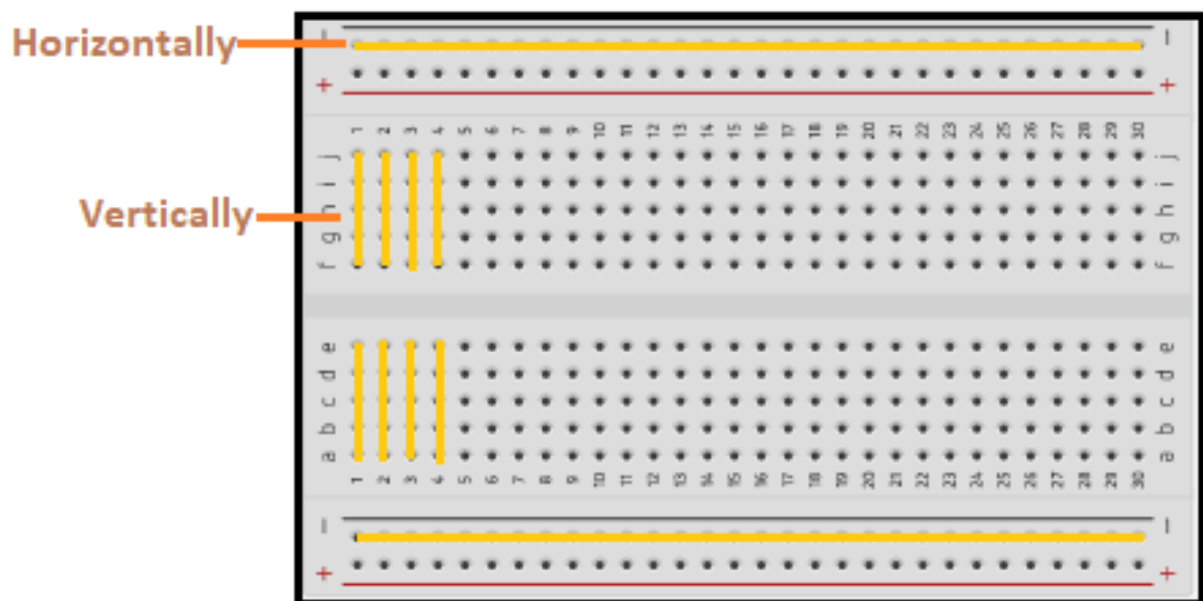 Horizontally
− −
+ +
1 2 3 4 5 6 7 8 9 10 11 12 13 14 15 16 17 18 19 20 21 22 23 24 25 26 27 28 29 30
j j
i i
Vertically
h h
g g
f f
e e
d d
c c
b b
a a
1 2 3 4 5 6 7 8 9 10 11 12 13 14 15 16 17 18 19 20 21 22 23 24 25 26 27 28 29 30
− −
+ +